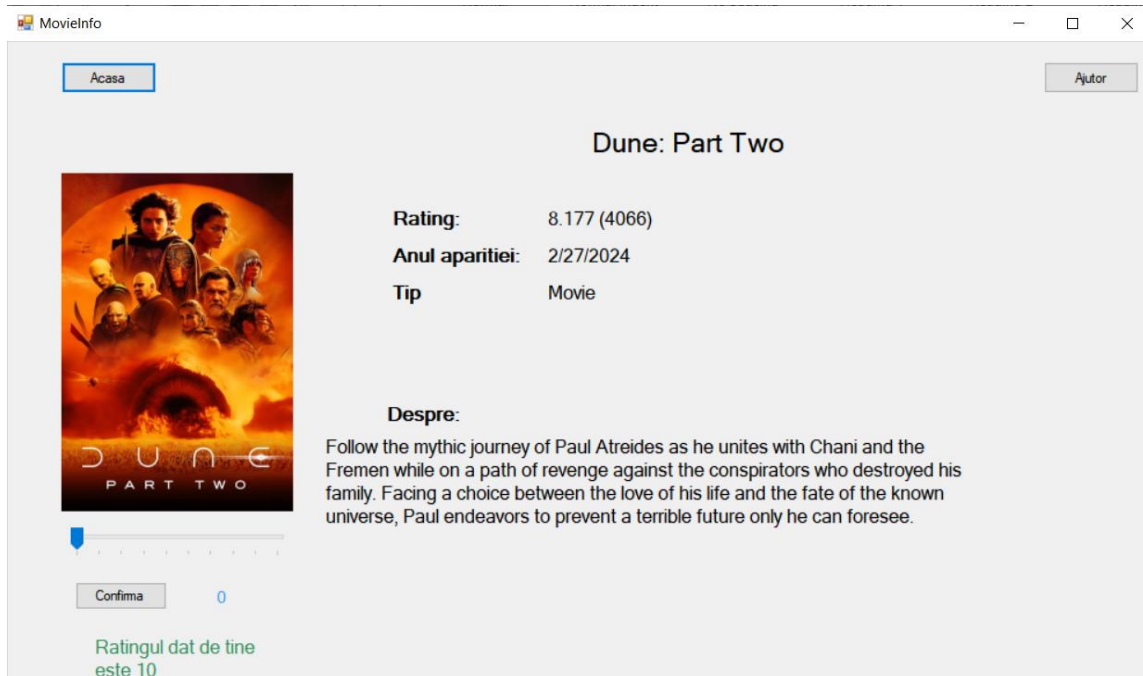 MovieInfo
Acasa
Ajutor
Dune: Part Two
Rating: 8.177 (4066)
Anul aparitiei: 2/27/2024
Tip Movie
DUNE
PART TWO
Despre:
Follow the mythic journey of Paul Atreides as he unites with Chani and the
Fremen while on a path of revenge against the conspirators who destroyed his
family. Facing a choice between the love of his life and the fate of the known
universe, Paul endeavors to prevent a terrible future only he can foresee.
Confirma 0
Ratingul dat de tine
este 10